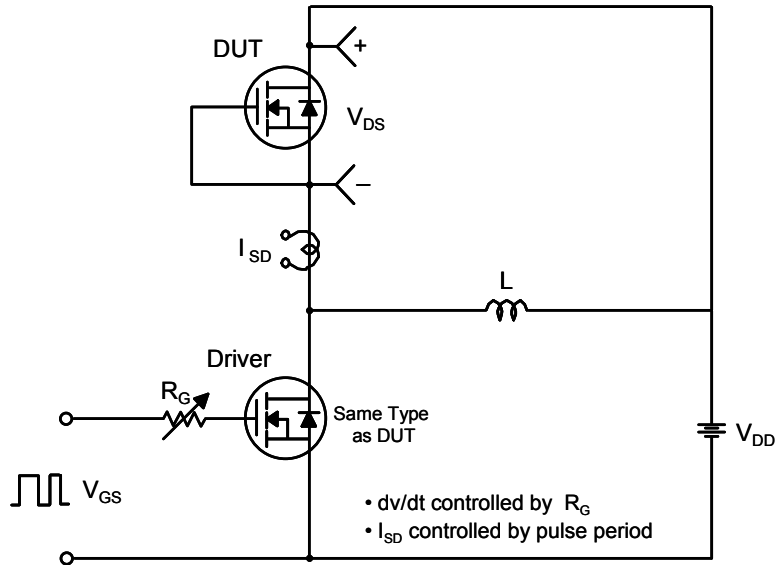 DUT
+
V_DS
–
I_SD
L
Driver
R_G
Same Type
as DUT
V_DD
V_GS
• dv/dt controlled by R_G
• I_SD controlled by pulse period